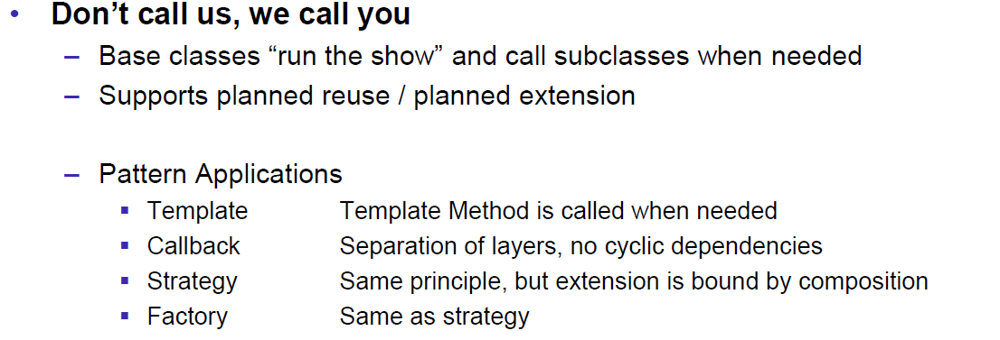 • Don’t call us, we call you
– Base classes “run the show” and call subclasses when needed
– Supports planned reuse / planned extension
– Pattern Applications
▪ Template Template Method is called when needed
▪ Callback Separation of layers, no cyclic dependencies
▪ Strategy Same principle, but extension is bound by composition
▪ Factory Same as strategy